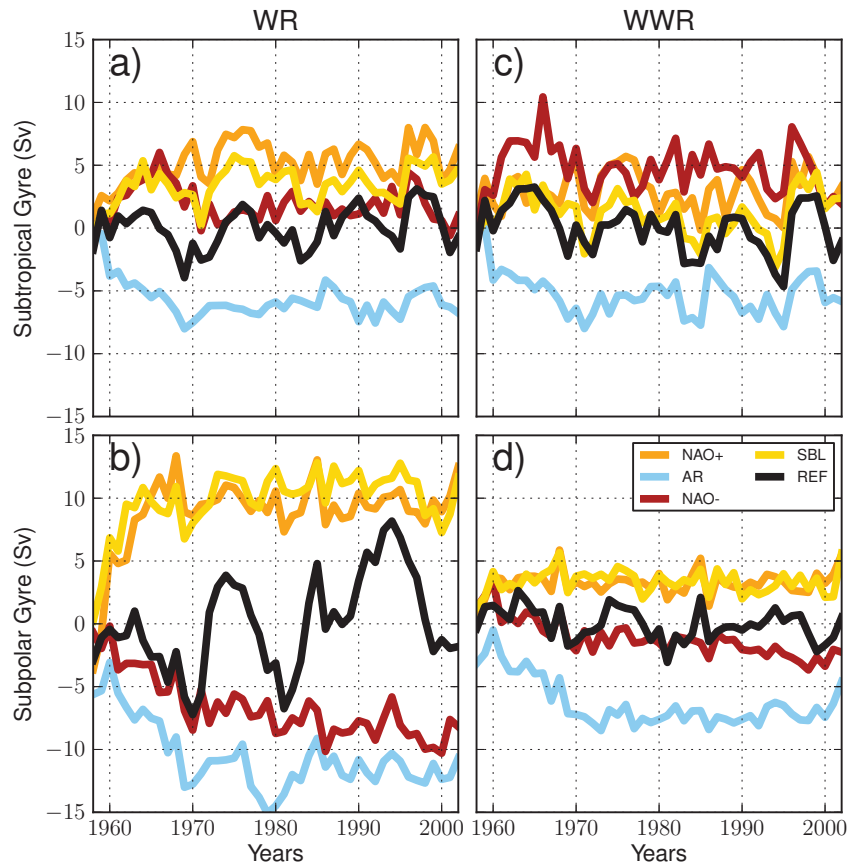 WR
WWR
Subtropical Gyre (Sv)
15
10
5
0
−5
−10
−15
a)
c)
Subpolar Gyre (Sv)
15
10
5
0
−5
−10
−15
b)
d)
NAO+
AR
NAO-
SBL
REF
1960
1970
1980
1990
2000
1960
1970
1980
1990
2000
Years
Years